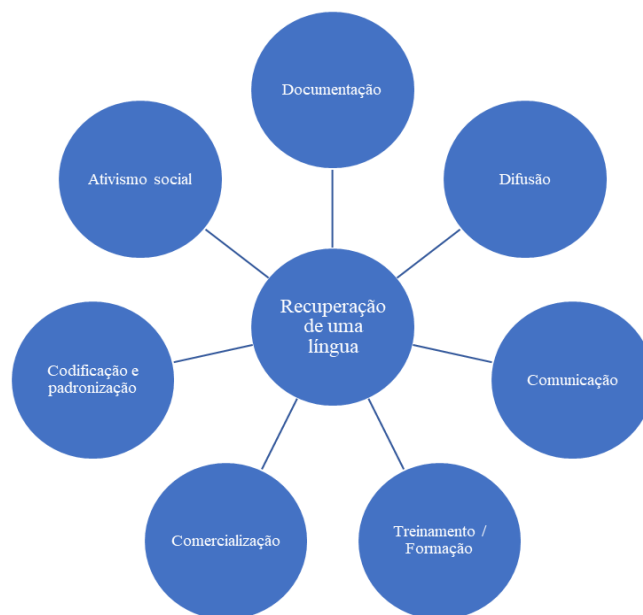 Documentação
Ativismo social
Difusão
Recuperação
de uma
língua
Codificação e
padronização
Comunicação
Comercialização
Treinamento /
Formação